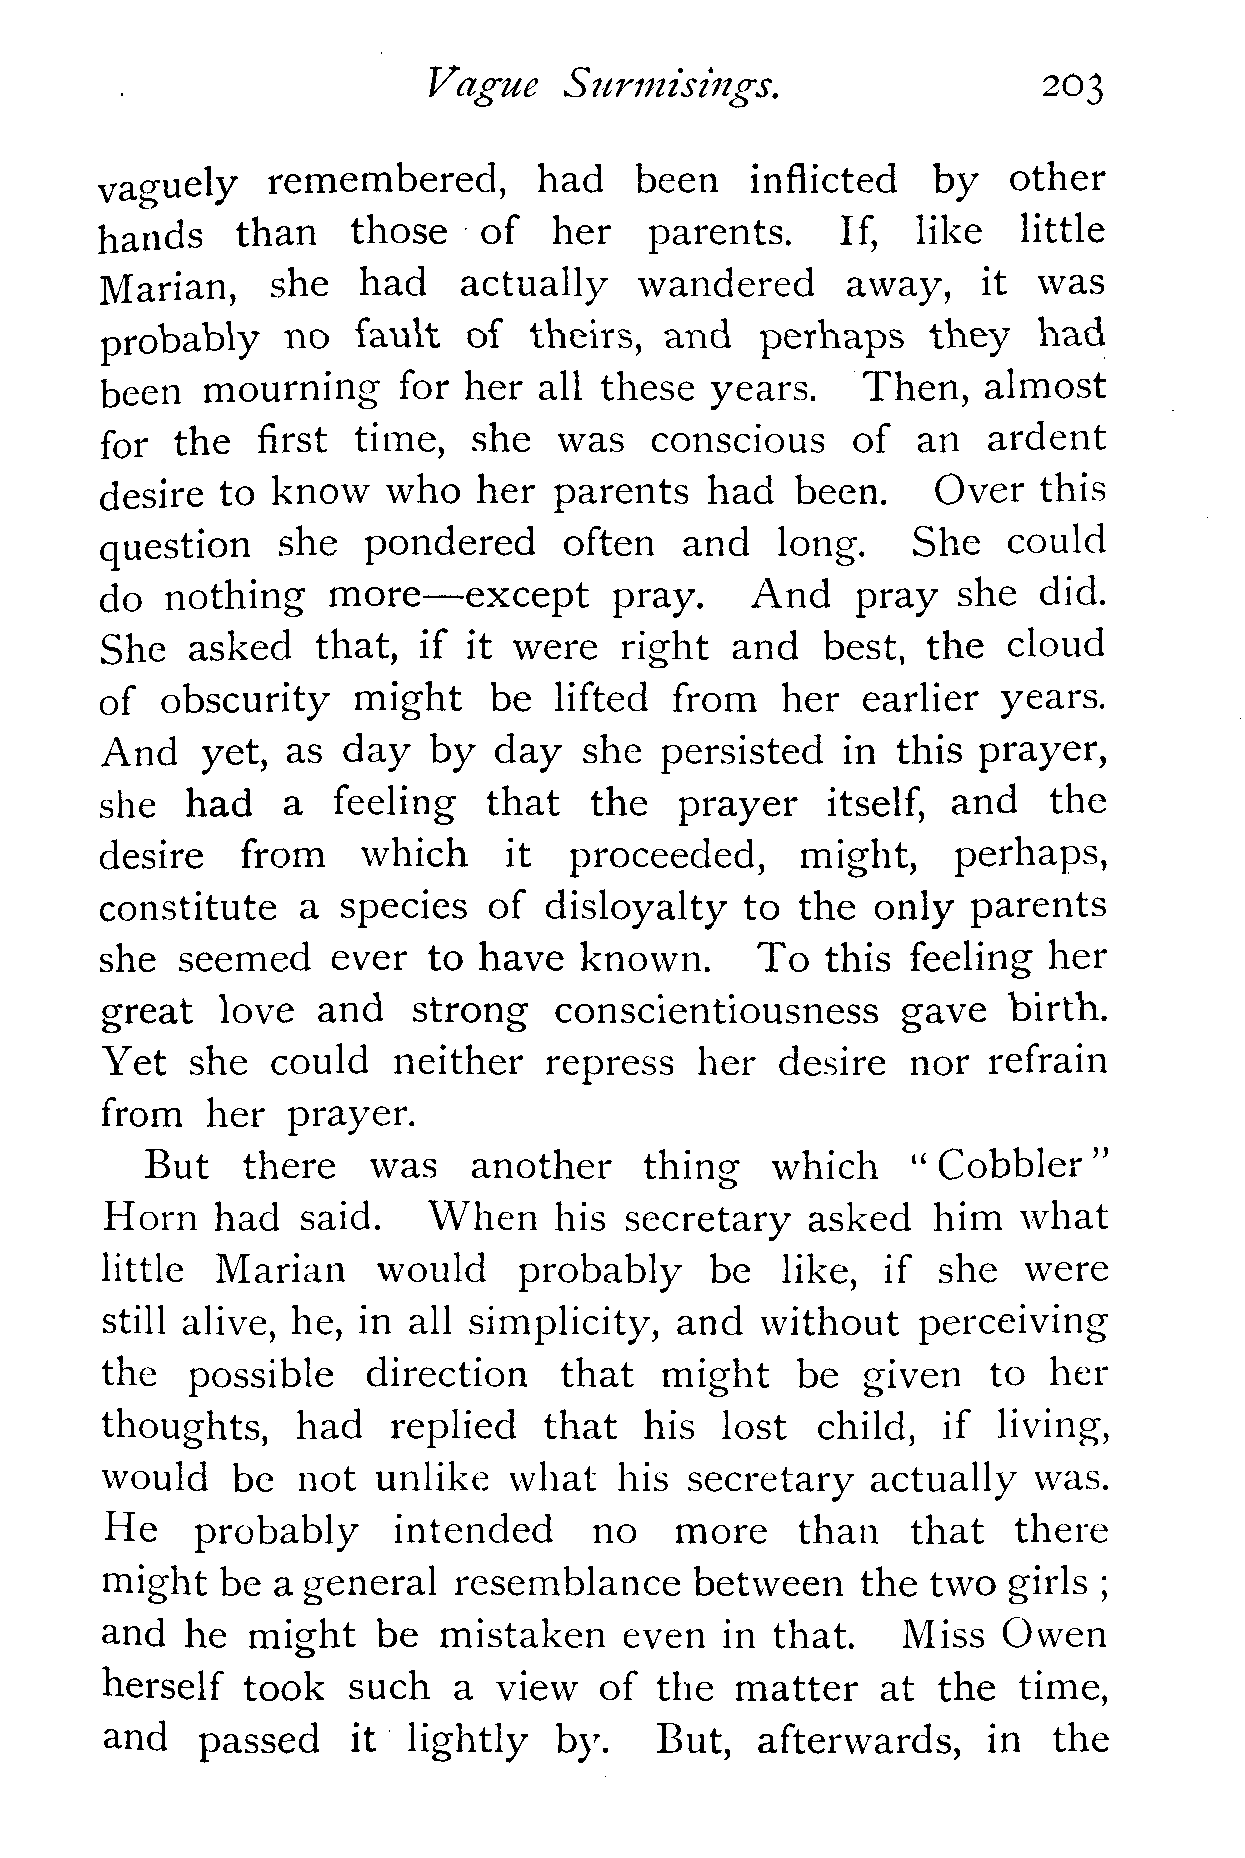 Vague Surmisings. 203
vaguely remembered, had been inflicted by other
hands than those of her parents. If, like little
Marian, she had actually wandered away, it was
probably no fault of theirs, and perhaps they had
been mourning for her all these years. Then, almost
for the first time, she was conscious of an ardent
desire to know who her parents had been. Over this
question she pondered often and long. She could
do nothing more—except pray. And pray she did.
She asked that, if it were right and best, the cloud
of obscurity might be lifted from her earlier years.
And yet, as day by day she persisted in this prayer,
she had a feeling that the prayer itself, and the
desire from which it proceeded, might, perhaps,
constitute a species of disloyalty to the only parents
she seemed ever to have known. To this feeling her
great love and strong conscientiousness gave birth.
Yet she could neither repress her desire nor refrain
from her prayer.
But there was another thing which “Cobbler”
Horn had said. When his secretary asked him what
little Marian would probably be like, if she were
still alive, he, in all simplicity, and without perceiving
the possible direction that might be given to her
thoughts, had replied that his lost child, if living,
would be not unlike what his secretary actually was.
He probably intended no more than that there
might be a general resemblance between the two girls ;
and he might be mistaken even in that. Miss Owen
herself took such a view of the matter at the time,
and passed it lightly by. But, afterwards, in the